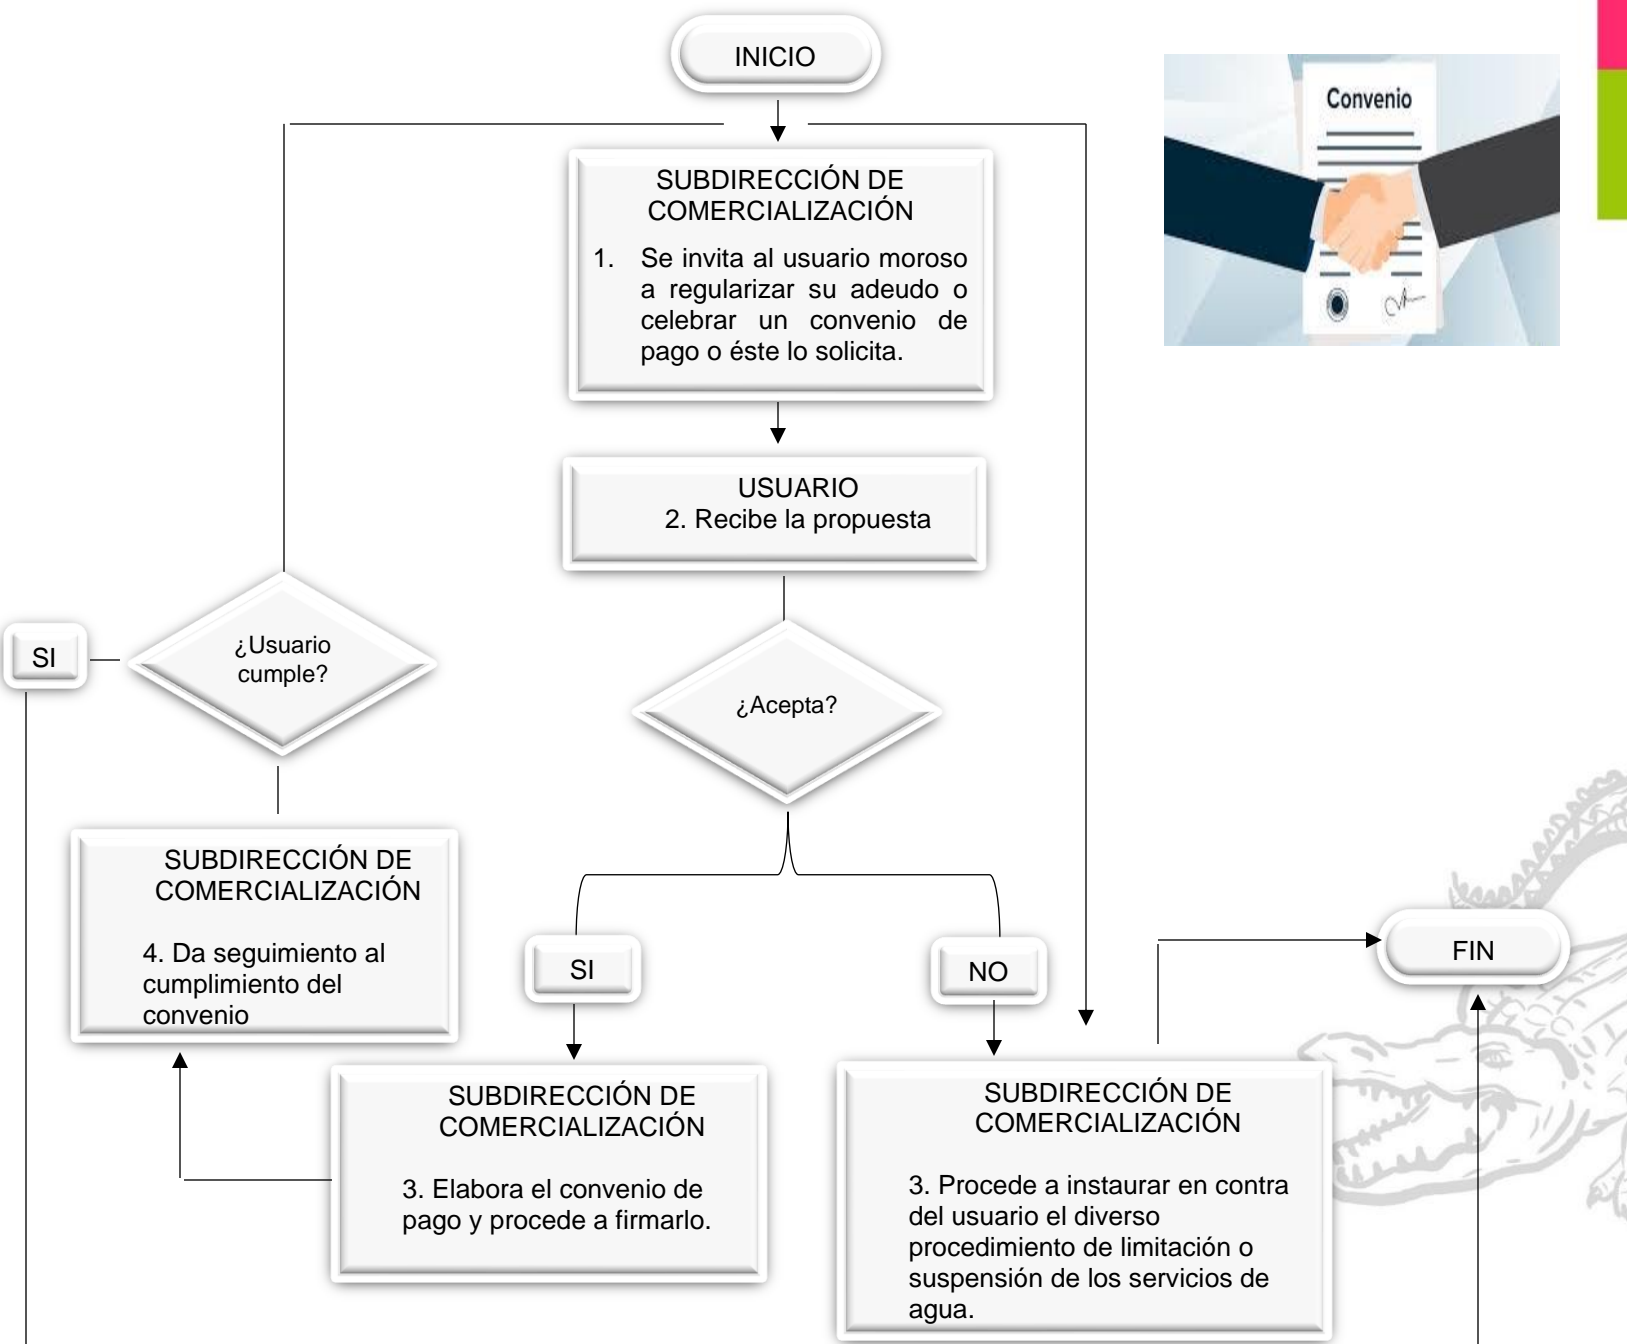 INICIO
Convenio
SUBDIRECCIÓN DE
COMERCIALIZACIÓN
1. Se invita al usuario moroso
a regularizar su adeudo o
celebrar un convenio de
pago o éste lo solicita.
USUARIO
2. Recibe la propuesta
SI
¿Usuario
cumple?
¿Acepta?
SUBDIRECCIÓN DE
COMERCIALIZACIÓN
4. Da seguimiento al
cumplimiento del
convenio
SI
NO
FIN
SUBDIRECCIÓN DE
COMERCIALIZACIÓN
3. Elabora el convenio de
pago y procede a firmarlo.
SUBDIRECCIÓN DE
COMERCIALIZACIÓN
3. Procede a instaurar en contra
del usuario el diverso
procedimiento de limitación o
suspensión de los servicios de
agua.